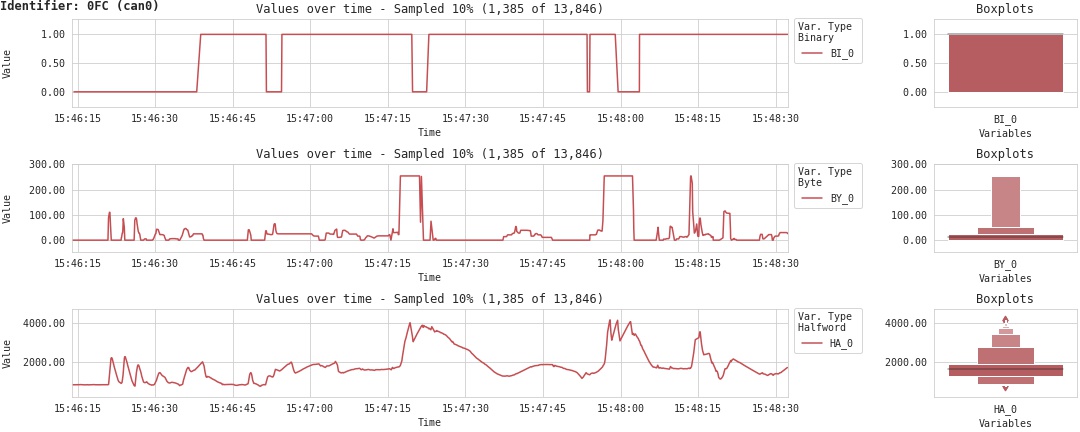 Identifier: 0FC (can0)
Values over time - Sampled 10% (1,385 of 13,846)
Boxplots
Value
1.00
0.50
0.00
15:46:15 15:46:30 15:46:45 15:47:00 15:47:15 15:47:30 15:47:45 15:48:00 15:48:15 15:48:30
Time
Var. Type
Binary
BI_0
1.00
0.50
0.00
BI_0
Variables
Values over time - Sampled 10% (1,385 of 13,846)
Boxplots
Value
300.00
200.00
100.00
0.00
15:46:15 15:46:30 15:46:45 15:47:00 15:47:15 15:47:30 15:47:45 15:48:00 15:48:15 15:48:30
Time
Var. Type
Byte
BY_0
300.00
200.00
100.00
0.00
BY_0
Variables
Values over time - Sampled 10% (1,385 of 13,846)
Boxplots
Value
4000.00
2000.00
15:46:15 15:46:30 15:46:45 15:47:00 15:47:15 15:47:30 15:47:45 15:48:00 15:48:15 15:48:30
Time
Var. Type
Halfword
HA_0
4000.00
2000.00
HA_0
Variables